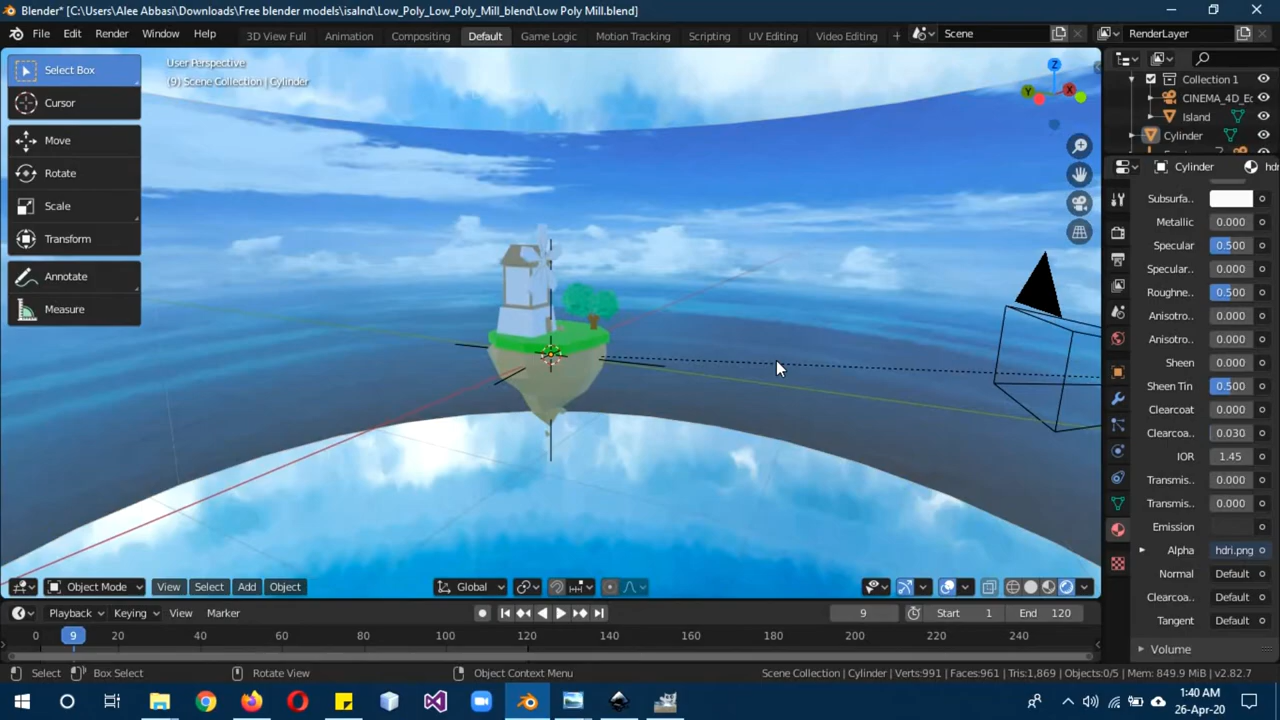 Blender* [C:\Users\Alee Abbasi\Downloads\Free blender models\isalnd\Low_Poly_Low_Poly_Mill_blend\Low Poly Mill.blend]
File Edit Render Window Help 3D View Full Animation Compositing Default Game Logic Motion Tracking Scripting UV Editing Video Editing + Scene RenderLayer
Select Box
Cursor
Move
Rotate
Scale
Transform
Annotate
Measure
User Perspective
(9) Scene Collection | Cylinder
Z
Y
X
Collection 1
CINEMA_4D_Ec
Island
Cylinder
Cylinder hdr
Subsurfa..
Metallic 0.000
Specular 0.500
Specular.. 0.000
Roughne.. 0.500
Anisotro.. 0.000
Anisotro.. 0.000
Sheen 0.000
Sheen Tin 0.500
Clearcoat 0.000
Clearcoa.. 0.030
IOR 1.45
Transmis.. 0.000
Transmis.. 0.000
Emission
Alpha hdri.png
Normal Default
Clearcoa.. Default
Tangent Default
Volume
Object Mode View Select Add Object Global
Playback Keying View Marker 9 Start 1 End 120
0 9 20 40 60 80 100 120 140 160 180 200 220 240
Select Box Select Rotate View Object Context Menu Scene Collection | Cylinder | Verts:991 | Faces:961 | Tris:1,869 | Objects:0/5 | Mem: 849.9 MiB | v2.82.7
1:40 AM
26-Apr-20